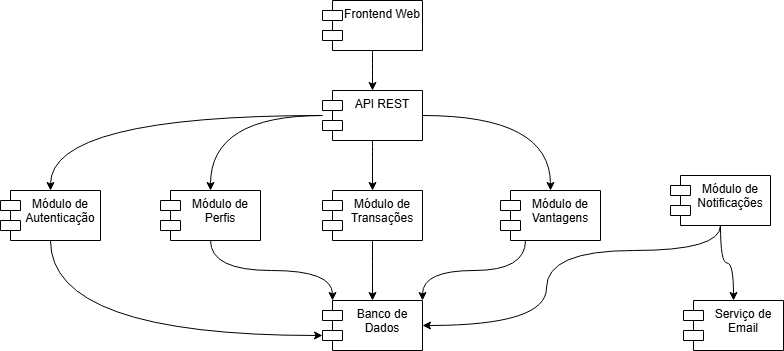 Frontend Web
API REST
Módulo de
Autenticação
Módulo de
Perfis
Módulo de
Transações
Módulo de
Vantagens
Módulo de
Notificações
Banco de
Dados
Serviço de
Email